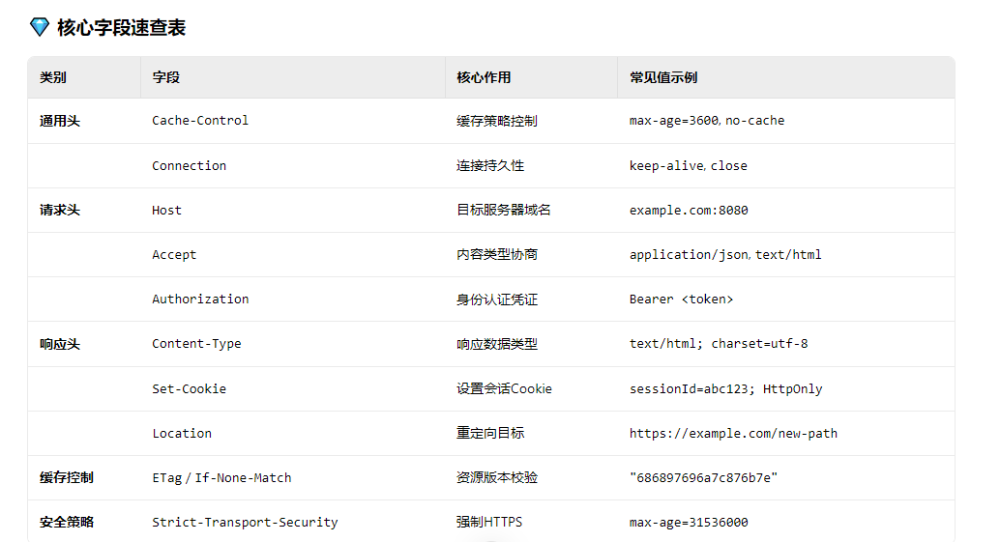 核心字段速查表
类别 字段 核心作用 常见值示例
通用头 Cache-Control 缓存策略控制 max-age=3600, no-cache
Connection 连接持久性 keep-alive, close
请求头 Host 目标服务器域名 example.com:8080
Accept 内容类型协商 application/json, text/html
Authorization 身份认证凭证 Bearer <token>
响应头 Content-Type 响应数据类型 text/html; charset=utf-8
Set-Cookie 设置会话Cookie sessionId=abc123; HttpOnly
Location 重定向目标 https://example.com/new-path
缓存控制 ETag / If-None-Match 资源版本校验 "686897696a7c876b7e"
安全策略 Strict-Transport-Security 强制HTTPS max-age=31536000